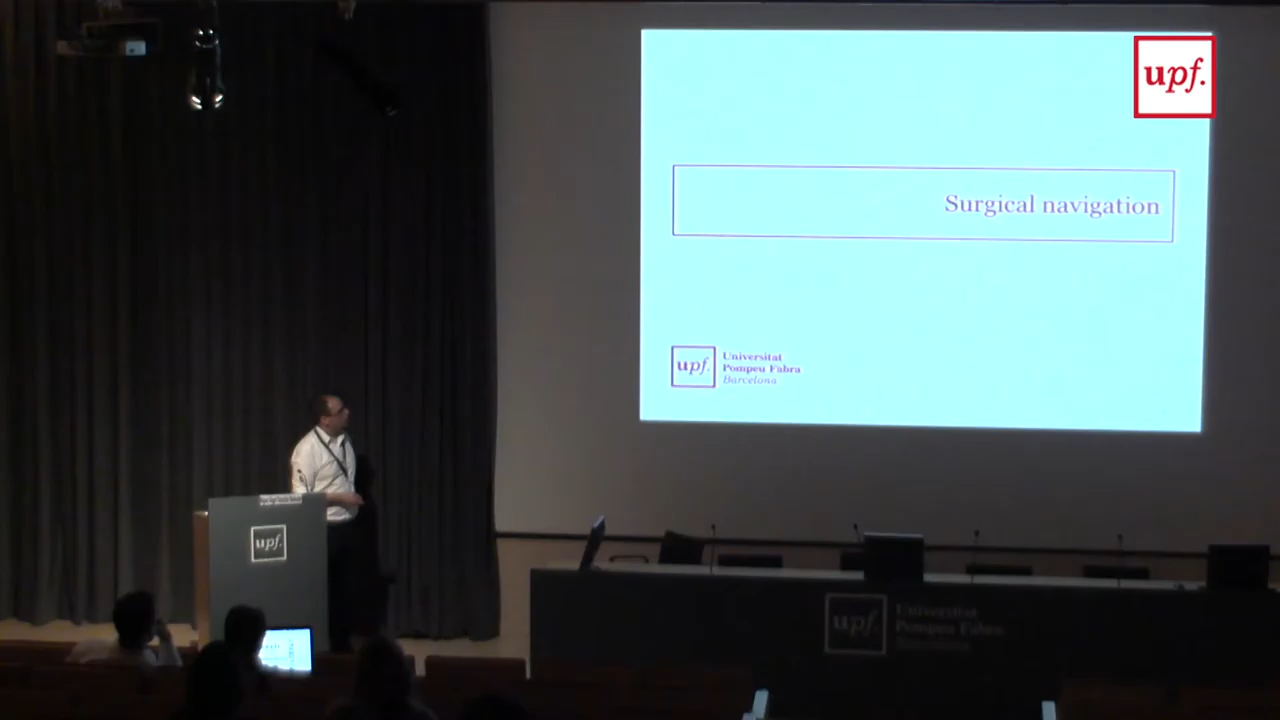 upf.
Surgical navigation
upf.
Universitat
Pompeu Fabra
Barcelona
upf.
upf.
Universitat
Pompeu Fabra